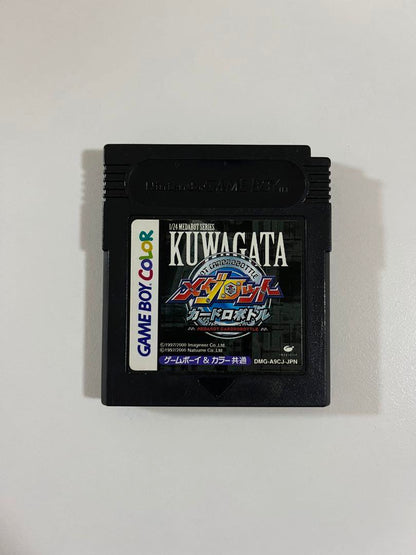 Nintendo GAME BOY
1/24 MEDABOT SERIES
KUWAGATA
メダロット
カードロボトル
MEDABOT CARDROBOTTLE
GAME BOY COLOR
©1997/2000 Imagineer Co.,Ltd.
©1997/2000 Natsume Co.,Ltd.
ゲームボーイ & カラー共通
DMG-A9CJ-JPN